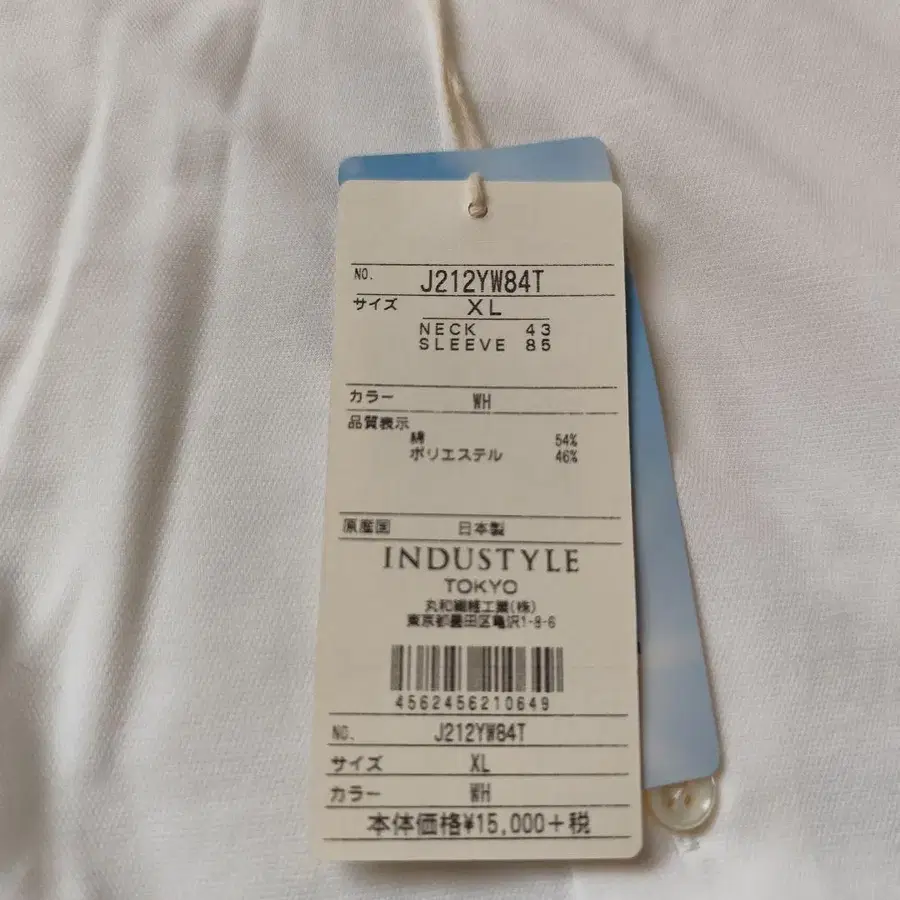 NO. J212YW84T
サイズ XL
NECK 43
SLEEVE 85
カラー WH
品質表示
綿 54%
ポリエステル 46%
原産国 日本製
INDUSTYLE
TOKYO
丸和繊維工業(株)
東京都墨田区亀沢1-8-6
4562456210649
NO. J212YW84T
サイズ XL
カラー WH
本体価格¥15,000+税